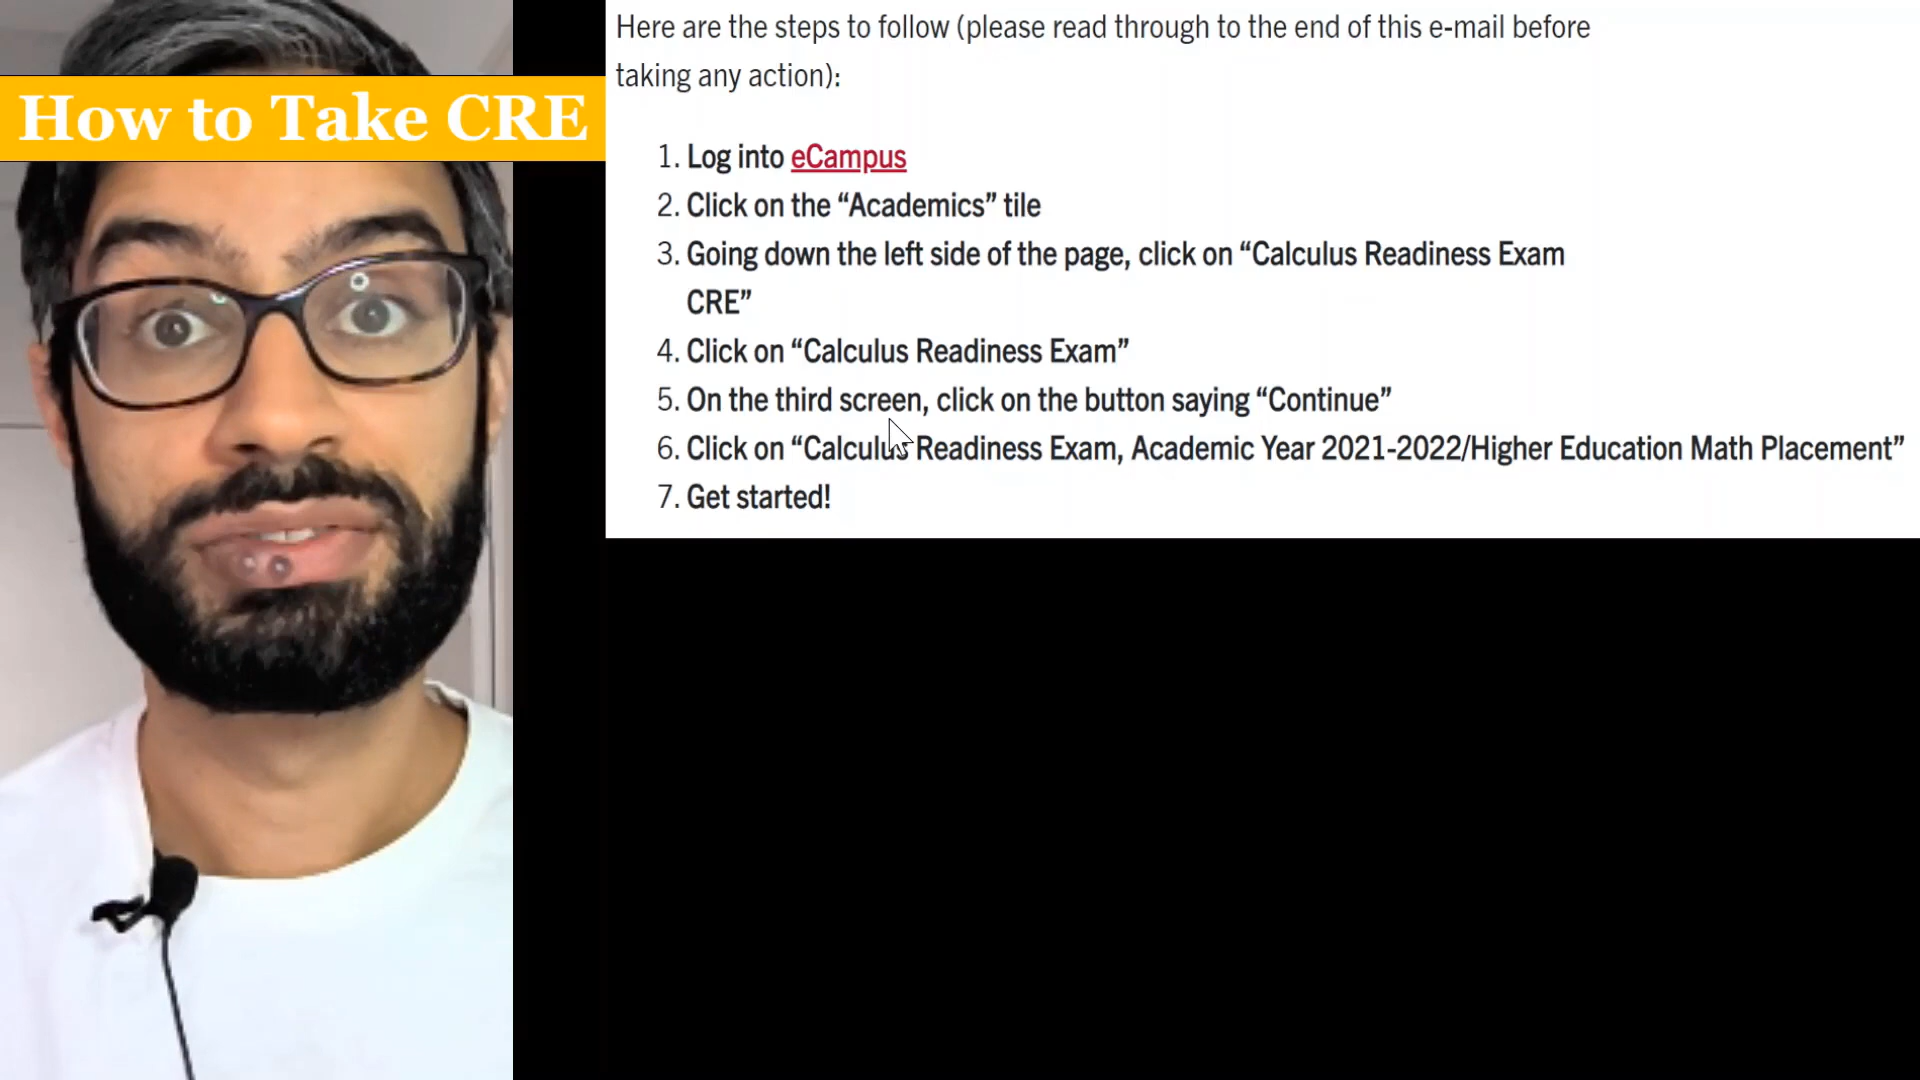 How to Take CRE
Here are the steps to follow (please read through to the end of this e-mail before
taking any action):
1. Log into eCampus
2. Click on the “Academics” tile
3. Going down the left side of the page, click on “Calculus Readiness Exam
CRE”
4. Click on “Calculus Readiness Exam”
5. On the third screen, click on the button saying “Continue”
6. Click on “Calculus Readiness Exam, Academic Year 2021-2022/Higher Education Math Placement”
7. Get started!